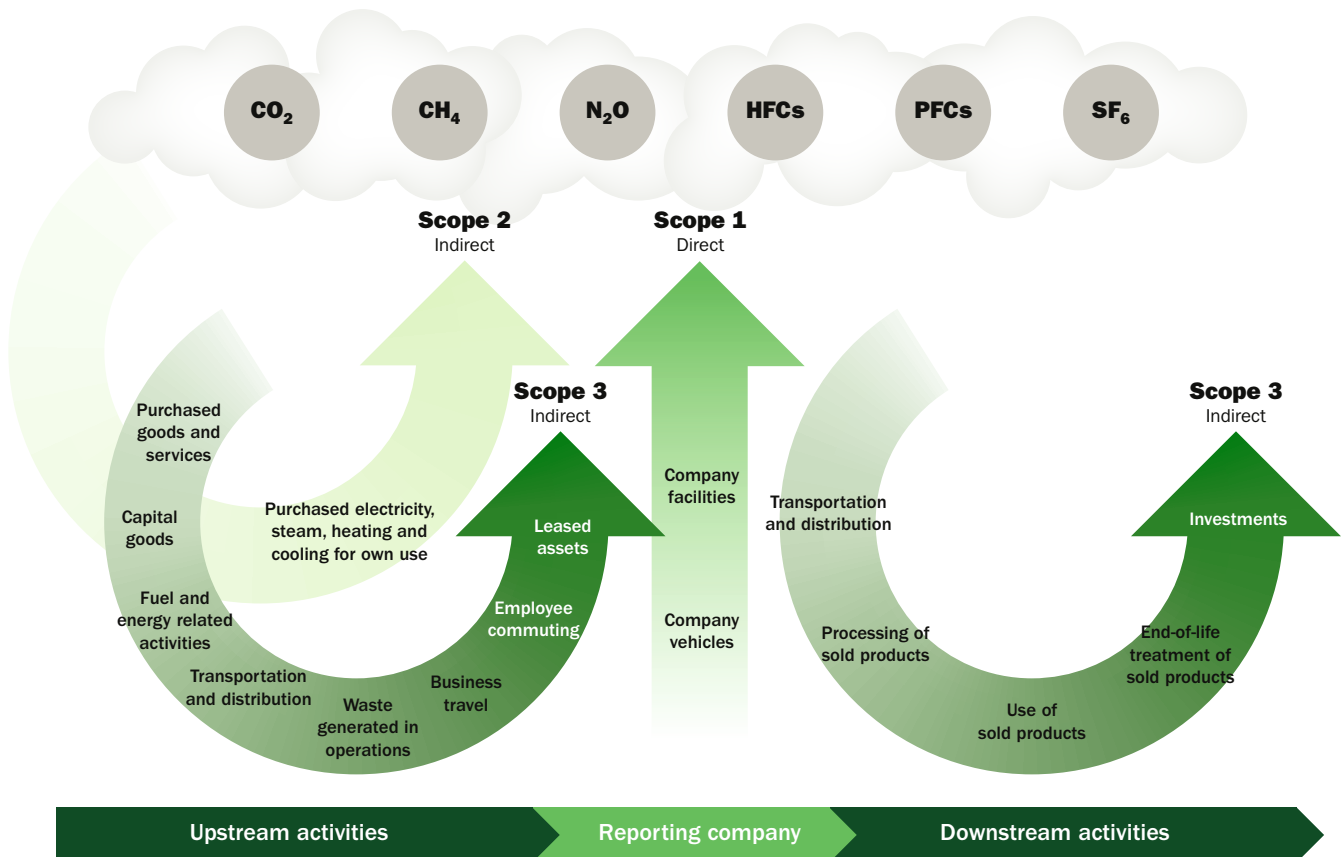 CO₂
CH₄
N₂O
HFCs
PFCs
SF₆
Scope 2
Indirect
Scope 1
Direct
Scope 3
Indirect
Scope 3
Indirect
Purchased
goods and
services
Capital
goods
Fuel and
energy related
activities
Transportation
and distribution
Waste
generated in
operations
Business
travel
Employee
commuting
Leased
assets
Purchased electricity,
steam, heating and
cooling for own use
Company
facilities
Company
vehicles
Transportation
and distribution
Processing of
sold products
Use of
sold products
End-of-life
treatment of
sold products
Investments
Upstream activities
Reporting company
Downstream activities